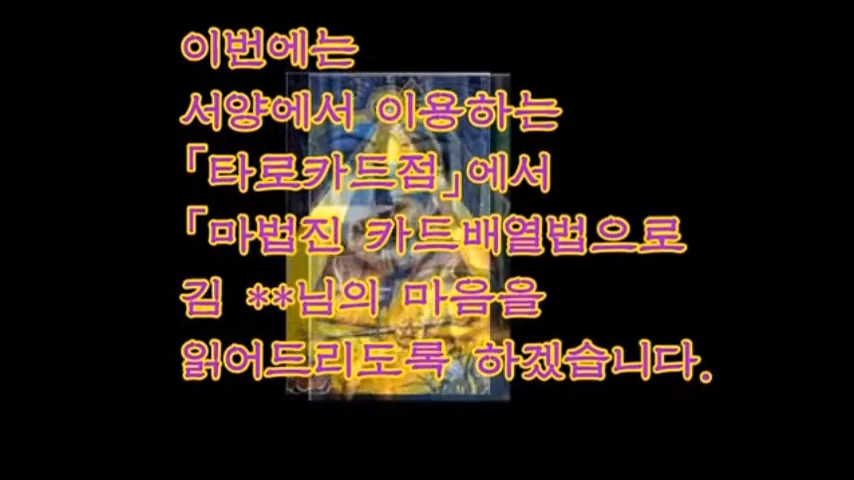 이번에는
서양에서 이용하는
「타로카드점」에서
「마법진 카드배열법으로
김 **님의 마음을
읽어드리도록 하겠습니다.